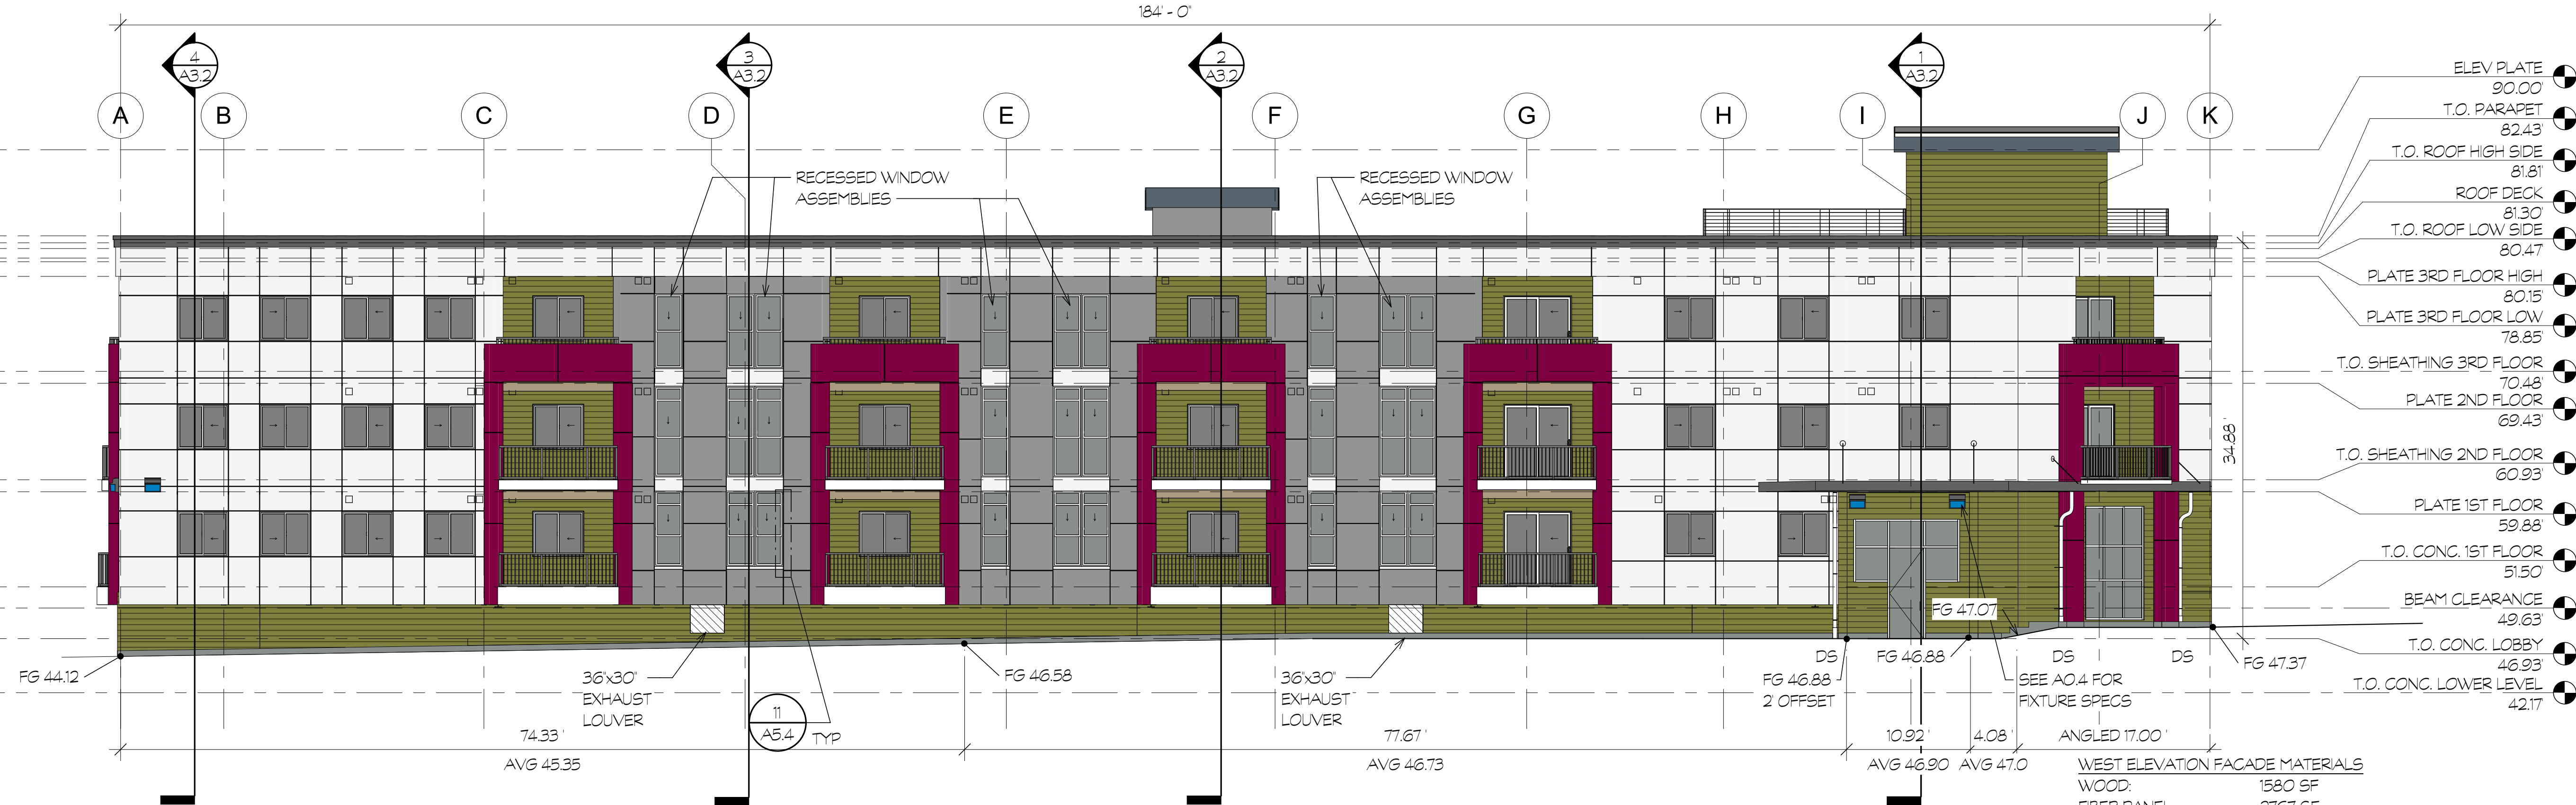 184' - 0"
4
A3.2
3
A3.2
2
A3.2
1
A3.2
A
B
C
D
E
F
G
H
I
J
K
ELEV PLATE
90.00'
T.O. PARAPET
82.43'
T.O. ROOF HIGH SIDE
81.81'
ROOF DECK
81.30'
T.O. ROOF LOW SIDE
80.47
PLATE 3RD FLOOR HIGH
80.15'
PLATE 3RD FLOOR LOW
78.85'
T.O. SHEATHING 3RD FLOOR
70.48'
PLATE 2ND FLOOR
69.43'
T.O. SHEATHING 2ND FLOOR
60.93'
PLATE 1ST FLOOR
59.88'
T.O. CONC. 1ST FLOOR
51.50'
BEAM CLEARANCE
49.63'
T.O. CONC. LOBBY
46.93'
T.O. CONC. LOWER LEVEL
42.17'
RECESSED WINDOW
ASSEMBLIES
RECESSED WINDOW
ASSEMBLIES
34.88'
FG 47.07
FG 44.12
36"x30"
EXHAUST
LOUVER
FG 46.58
36"x30"
EXHAUST
LOUVER
DS
FG 46.88
2' OFFSET
FG 46.88
SEE A0.4 FOR
FIXTURE SPECS
DS
DS
FG 47.37
11
A5.4
TYP
74.33'
AVG 45.35
77.67'
AVG 46.73
10.92'
AVG 46.90
4.08'
AVG 47.0
ANGLED 17.00'
WEST ELEVATION FACADE MATERIALS
WOOD: 1580 SF
FIBER PANEL